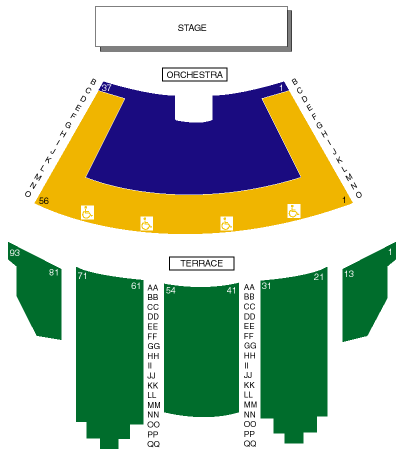 STAGE
ORCHESTRA
B
C
D
E
F
G
H
I
J
K
L
M
N
O
37
1
B
C
D
E
F
G
H
I
J
K
L
M
N
O
56
1
TERRACE
93
81
71
61
54
41
31
21
13
1
AA
BB
CC
DD
EE
FF
GG
HH
II
JJ
KK
LL
MM
NN
OO
PP
QQ
AA
BB
CC
DD
EE
FF
GG
HH
II
JJ
KK
LL
MM
NN
OO
PP
QQ